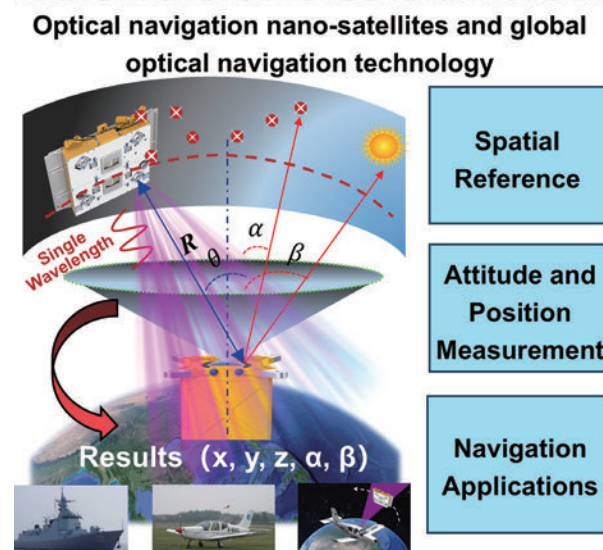 Optical navigation nano-satellites and global
optical navigation technology
Spatial
Reference
Single
Wavelength
R
θ
α
β
Attitude and
Position
Measurement
Results (x, y, z, α, β)
Navigation
Applications